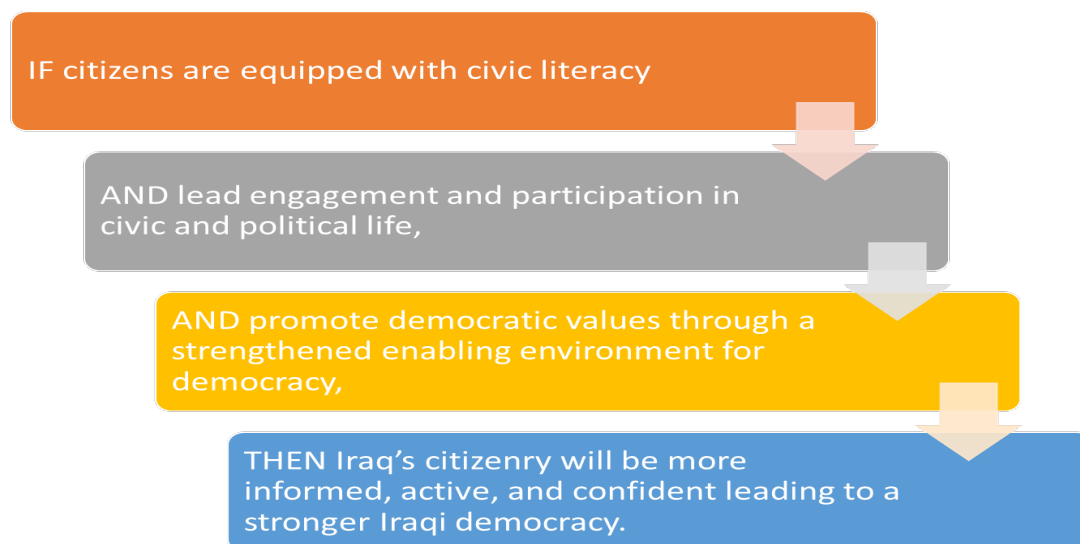 IF citizens are equipped with civic literacy
AND lead engagement and participation in
civic and political life,
AND promote democratic values through a
strengthened enabling environment for
democracy,
THEN Iraq’s citizenry will be more
informed, active, and confident leading to a
stronger Iraqi democracy.